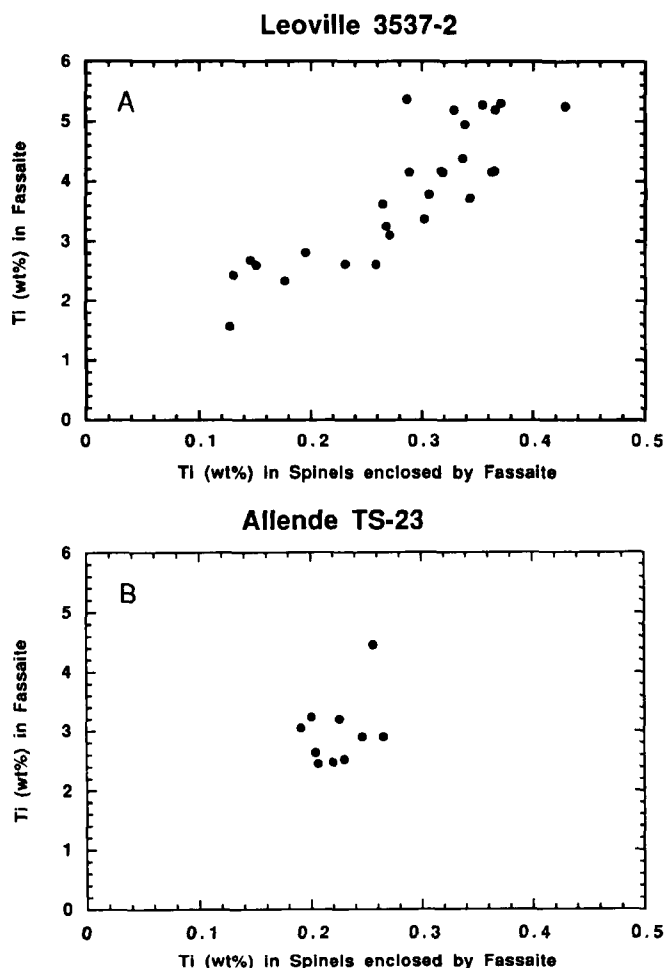 Leoville 3537-2
A
6
5
4
3
2
1
0
Ti (wt%) in Fassaite
0 0.1 0.2 0.3 0.4 0.5
Ti (wt%) in Spinels enclosed by Fassaite
Allende TS-23
B
6
5
4
3
2
1
0
Ti (wt%) in Fassaite
0 0.1 0.2 0.3 0.4 0.5
Ti (wt%) in Spinels enclosed by Fassaite